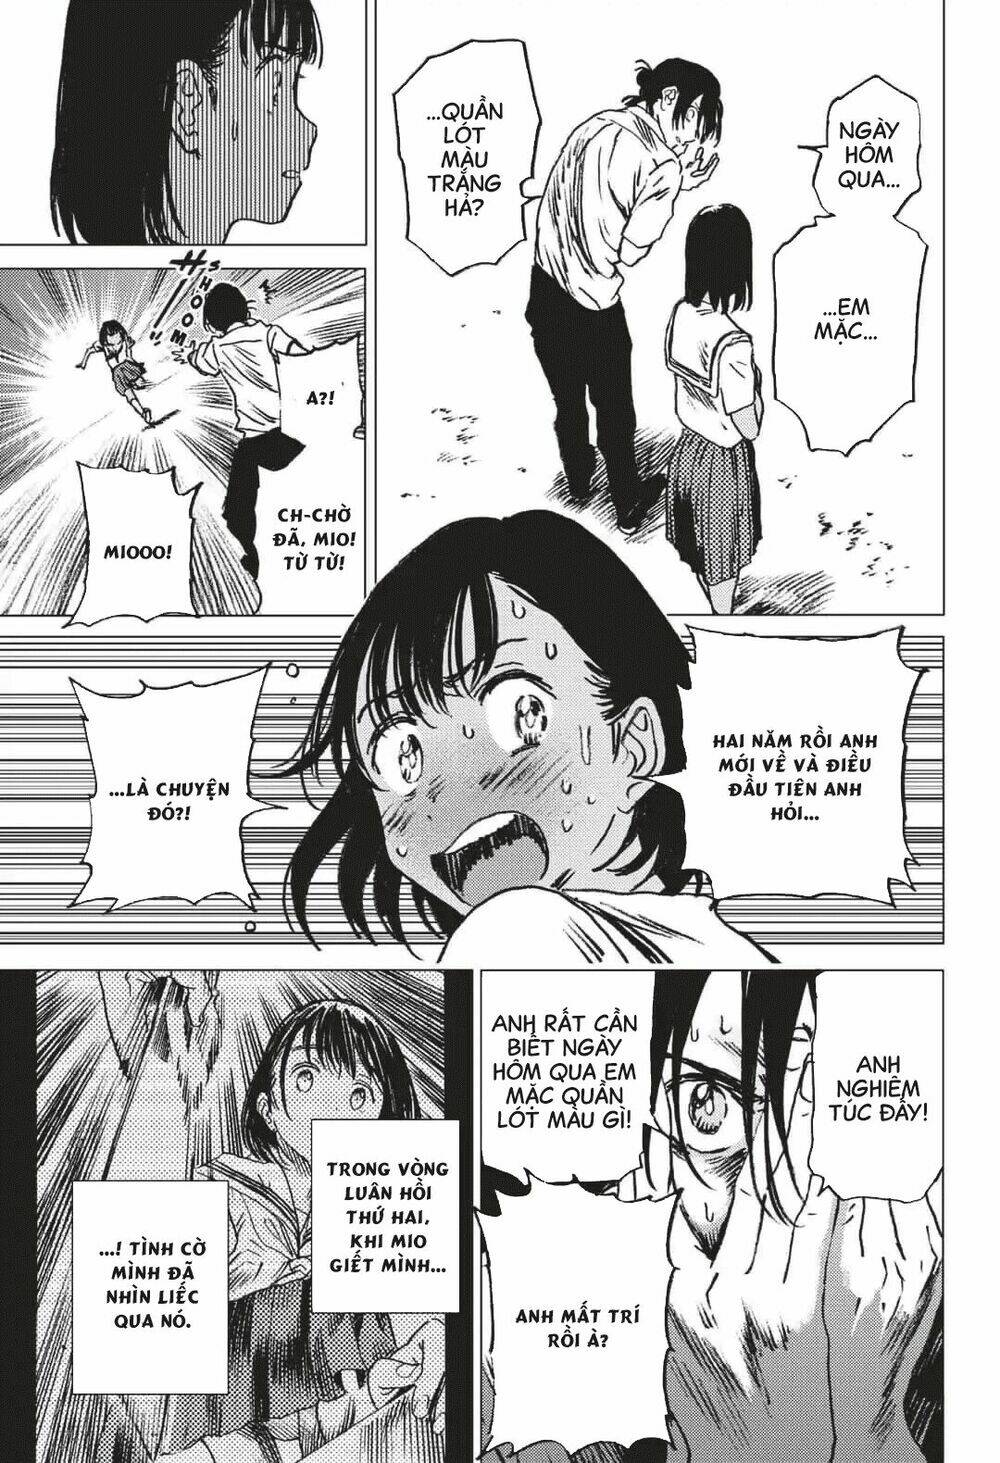 NGÀY
HÔM
QUA...
...EM
MẶC...
...QUẦN
LÓT
MÀU
TRẮNG
HẢ?
SHOOM
A?!
CH-CHỜ
ĐÃ, MIO!
TỪ TỪ!
MIOOO!
HAI NĂM RỒI ANH
MỚI VỀ VÀ ĐIỀU
ĐẦU TIÊN ANH
HỎI...
...LÀ CHUYỆN
ĐÓ?!
ANH
NGHIÊM
TÚC ĐẤY!
ANH RẤT CẦN
BIẾT NGÀY
HÔM QUA EM
MẶC QUẦN
LÓT MÀU GÌ!
ANH MẤT TRÍ
RỒI À?
TRONG VÒNG
LUÂN HỒI
THỨ HAI,
KHI MIO
GIẾT MÌNH...
...! TÌNH CỜ
MÌNH ĐÃ
NHÌN LIẾC
QUA NÓ.